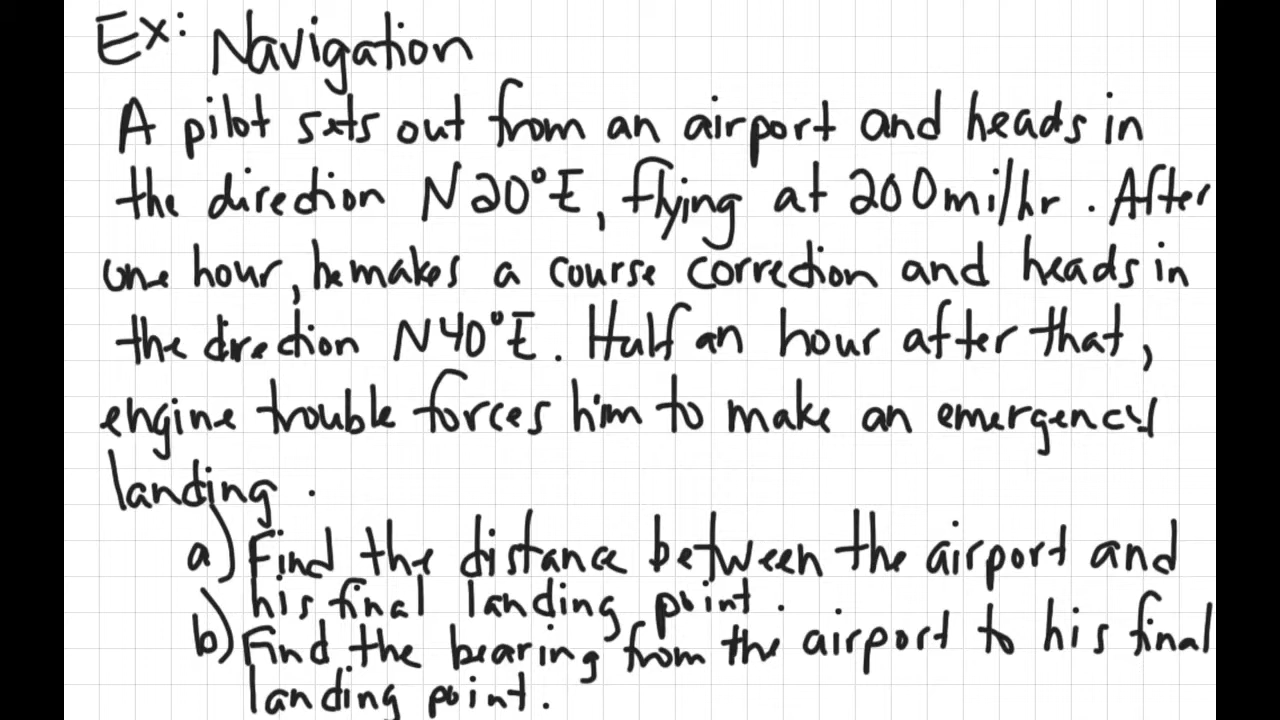 Ex: Navigation
A pilot sets out from an airport and heads in
the direction N20°E, flying at 200mi/hr. After
one hour, he makes a course correction and heads in
the direction N40°E. Half an hour after that,
engine trouble forces him to make an emergency
landing.
a) Find the distance between the airport and
his final landing point.
b) Find the bearing from the airport to his final
landing point.